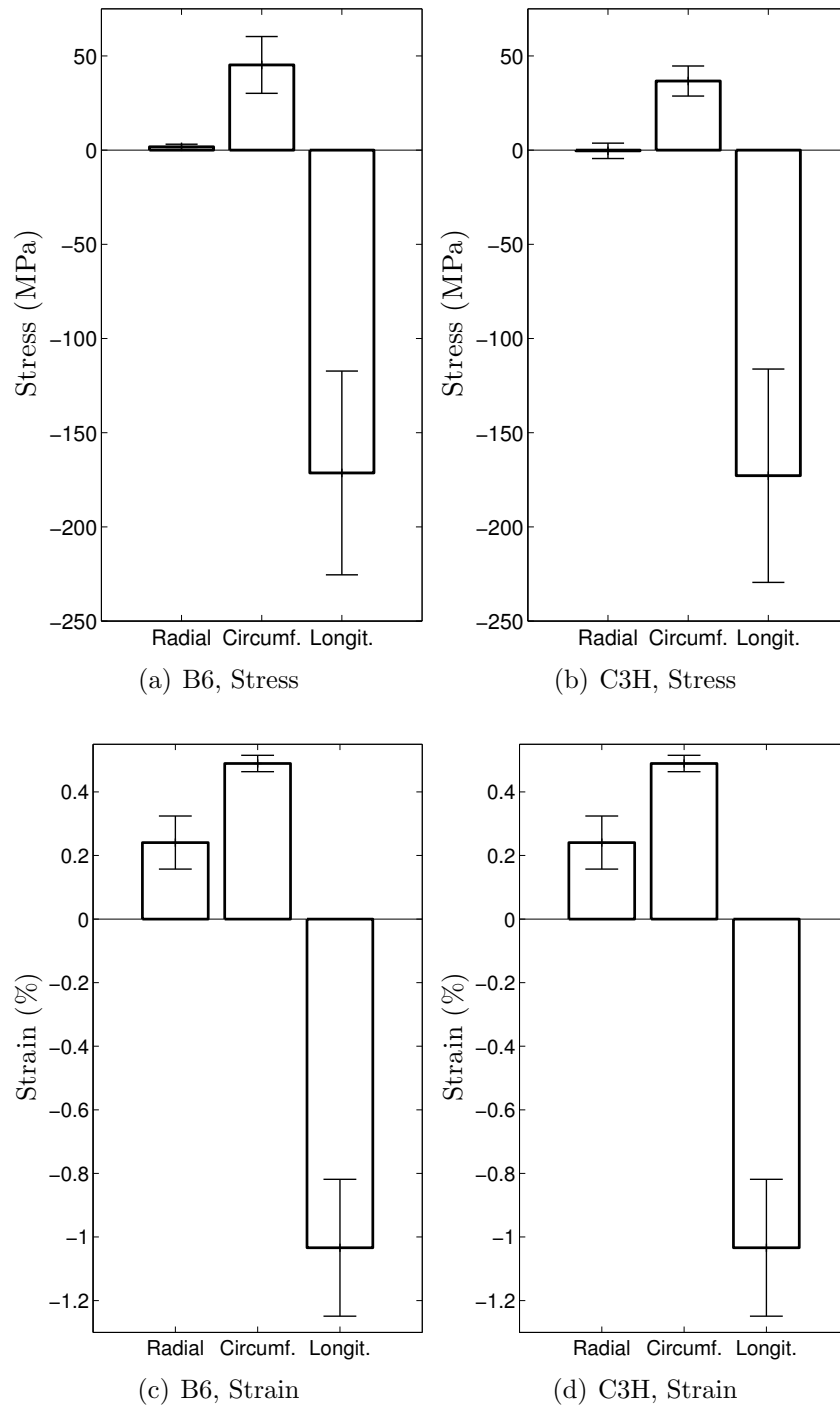 50
0
−50
−100
−150
−200
−250
Stress (MPa)
Radial Circumf. Longit.
(a) B6, Stress
50
0
−50
−100
−150
−200
−250
Stress (MPa)
Radial Circumf. Longit.
(b) C3H, Stress
0.4
0.2
0
−0.2
−0.4
−0.6
−0.8
−1
−1.2
Strain (%)
Radial Circumf. Longit.
(c) B6, Strain
0.4
0.2
0
−0.2
−0.4
−0.6
−0.8
−1
−1.2
Strain (%)
Radial Circumf. Longit.
(d) C3H, Strain